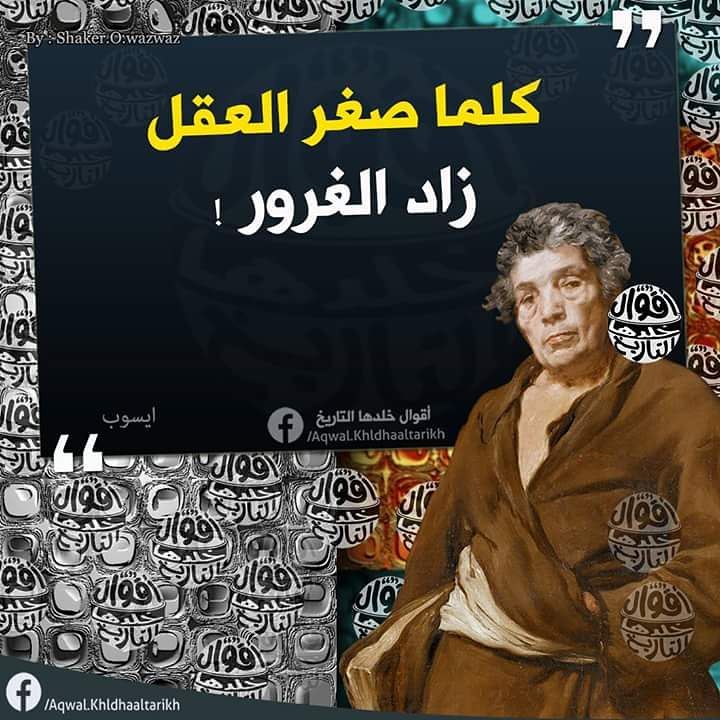 By : Shaker.O.wazwaz
كلما صغر العقل
زاد الغرور !
ايسوب
أقوال خلدها التاريخ
/Aqwal.Khldhaaltarikh
/Aqwal.Khldhaaltarikh